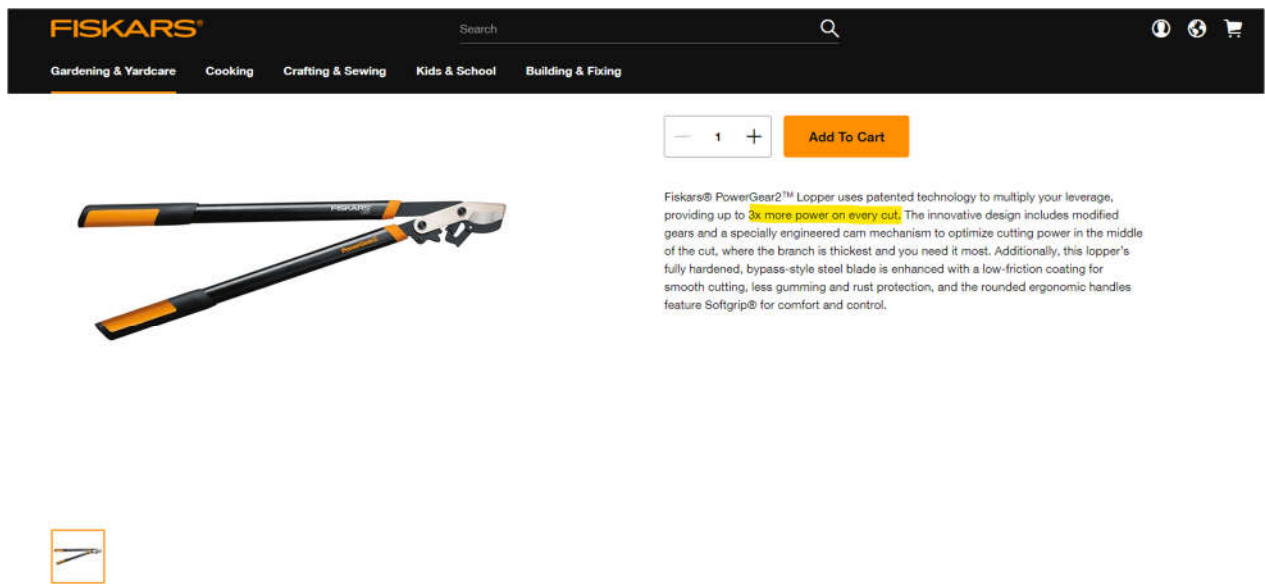 FISKARS®
Search
Gardening & Yardcare Cooking Crafting & Sewing Kids & School Building & Fixing
1 Add To Cart
Fiskars® PowerGear2™ Lopper uses patented technology to multiply your leverage,
providing up to 3x more power on every cut. The innovative design includes modified
gears and a specially engineered cam mechanism to optimize cutting power in the middle
of the cut, where the branch is thickest and you need it most. Additionally, this lopper's
fully hardened, bypass-style steel blade is enhanced with a low-friction coating for
smooth cutting, less gumming and rust protection, and the rounded ergonomic handles
feature Softgrip® for comfort and control.
FISKARS
PowerGear2